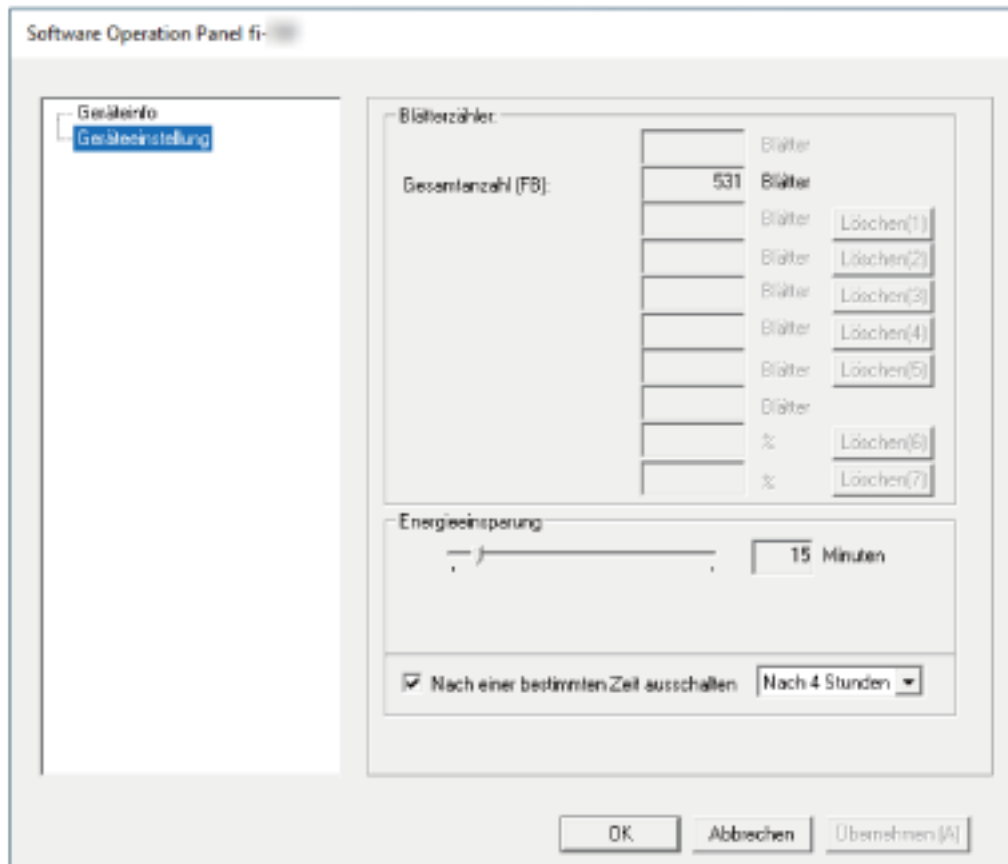 Software Operation Panel fi-
Geräteinfo
Geräteeinstellung
Blätterzähler:
Blätter
Gesamtanzahl (FB): 531 Blätter
Blätter Löschen(1)
Blätter Löschen(2)
Blätter Löschen(3)
Blätter Löschen(4)
Blätter Löschen(5)
Blätter
% Löschen(6)
% Löschen(7)
Energieeinsparung
15 Minuten
Nach einer bestimmten Zeit ausschalten Nach 4 Stunden
OK Abbrechen Übernehmen (A)